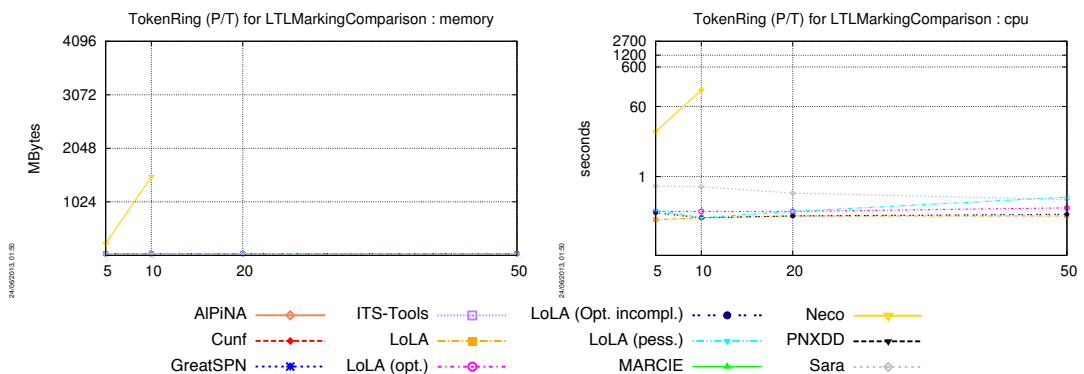 TokenRing (P/T) for LTLMarkingComparison : memory
4096
3072
2048
1024
MBytes
5 10 20 50
24/06/2013, 01:50
TokenRing (P/T) for LTLMarkingComparison : cpu
2700
1200
600
60
1
seconds
5 10 20 50
24/06/2013, 01:50
AlPiNA
Cunf
GreatSPN
ITS-Tools
LoLA
LoLA (opt.)
LoLA (Opt. incompl.)
LoLA (pess.)
MARCIE
Neco
PNXDD
Sara